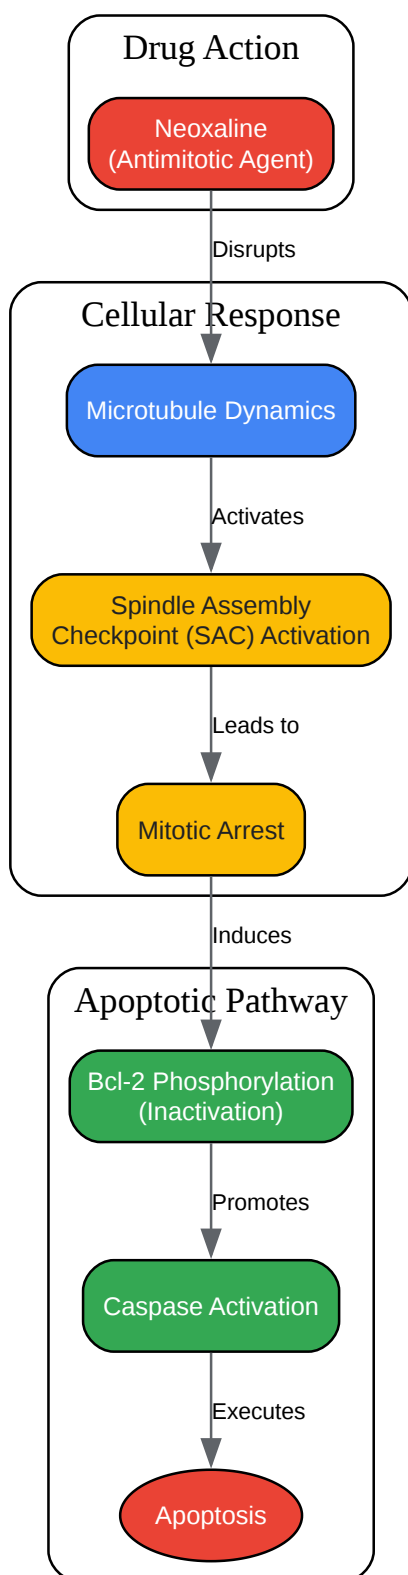 Drug Action
Neoxaline
(Antimitotic Agent)
Disrupts
Cellular Response
Microtubule Dynamics
Activates
Spindle Assembly
Checkpoint (SAC) Activation
Leads to
Mitotic Arrest
Induces
Apoptotic Pathway
Bcl-2 Phosphorylation
(Inactivation)
Promotes
Caspase Activation
Executes
Apoptosis